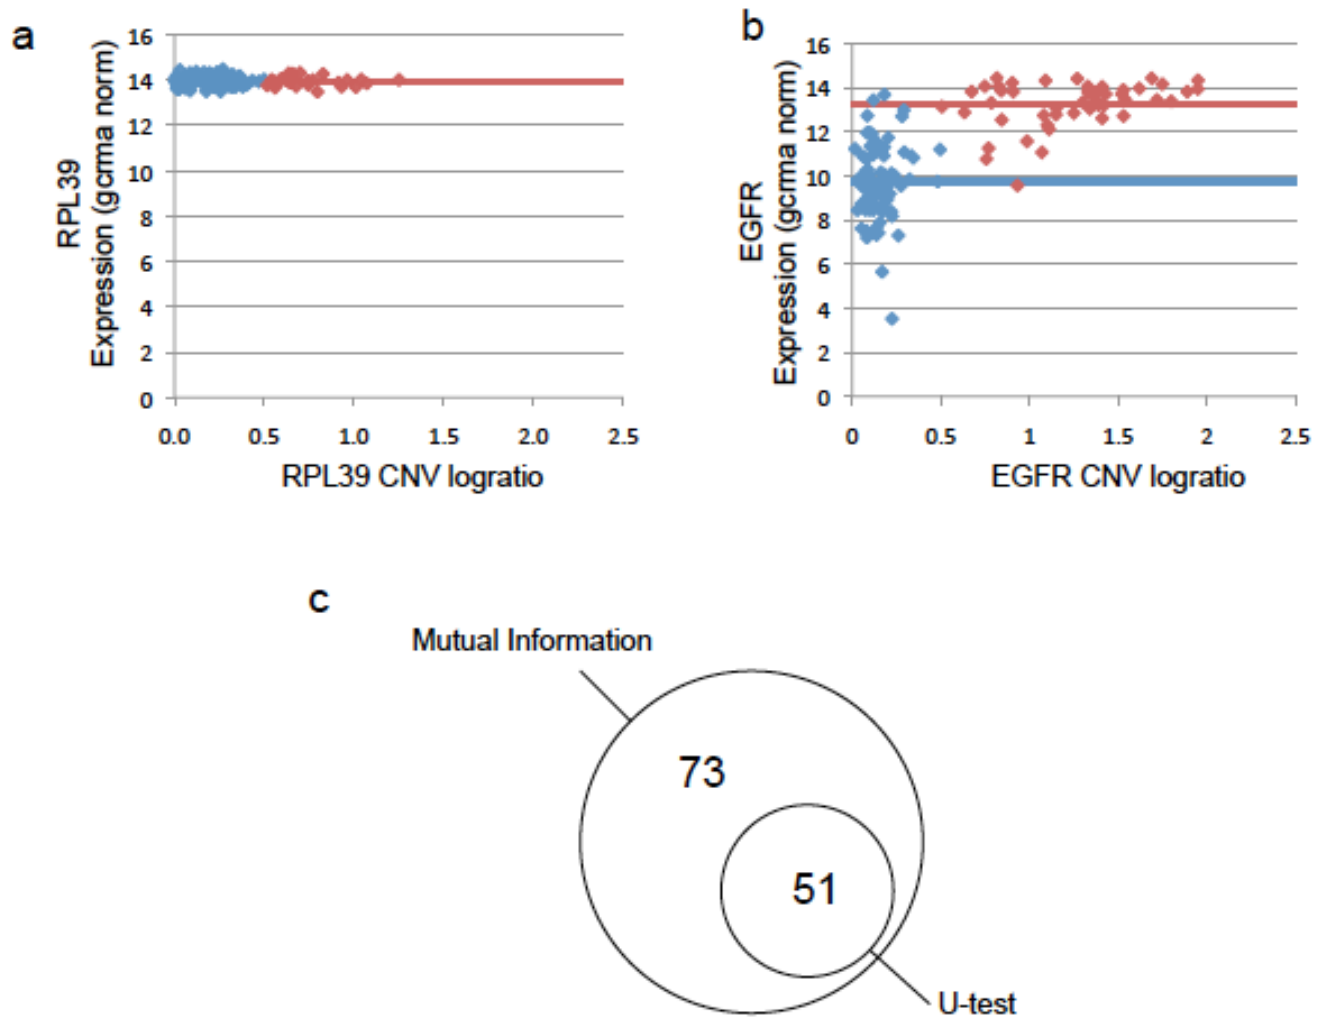 a
RPL39
Expression (gcrma norm)
16
14
12
10
8
6
4
2
0
0.0 0.5 1.0 1.5 2.0 2.5
RPL39 CNV logratio
b
EGFR
Expression (gcrma norm)
16
14
12
10
8
6
4
2
0
0 0.5 1 1.5 2 2.5
EGFR CNV logratio
c
Mutual Information
73
51
U-test